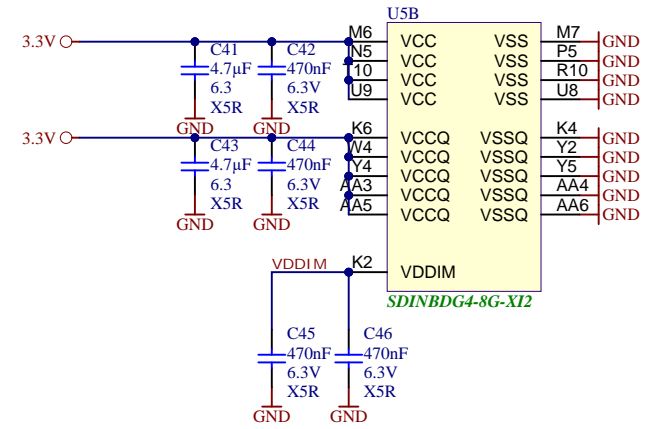 U5B
3.3V
C41
4.7µF
6.3
X5R
GND
C42
470nF
6.3V
X5R
GND
M6 VCC VSS M7 GND
N5 VCC VSS P5 GND
T10 VCC VSS R10 GND
U9 VCC VSS U8 GND
3.3V
C43
4.7µF
6.3
X5R
GND
C44
470nF
6.3V
X5R
GND
K6 VCCQ VSSQ K4 GND
W4 VCCQ VSSQ Y2 GND
Y4 VCCQ VSSQ Y5 GND
AA3 VCCQ VSSQ AA4 GND
AA5 VCCQ VSSQ AA6 GND
VDDIM K2 VDDIM
SDINBDG4-8G-XI2
C45
470nF
6.3V
X5R
GND
C46
470nF
6.3V
X5R
GND